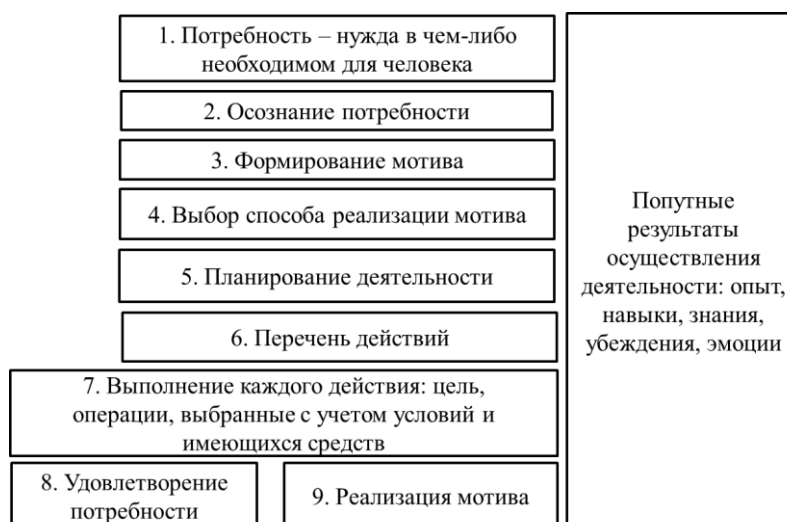 1. Потребность – нужда в чем-либо
необходимом для человека
2. Осознание потребности
3. Формирование мотива
4. Выбор способа реализации мотива
5. Планирование деятельности
6. Перечень действий
7. Выполнение каждого действия: цель,
операции, выбранные с учетом условий и
имеющихся средств
8. Удовлетворение
потребности
9. Реализация мотива
Попутные
результаты
осуществления
деятельности: опыт,
навыки, знания,
убеждения, эмоции